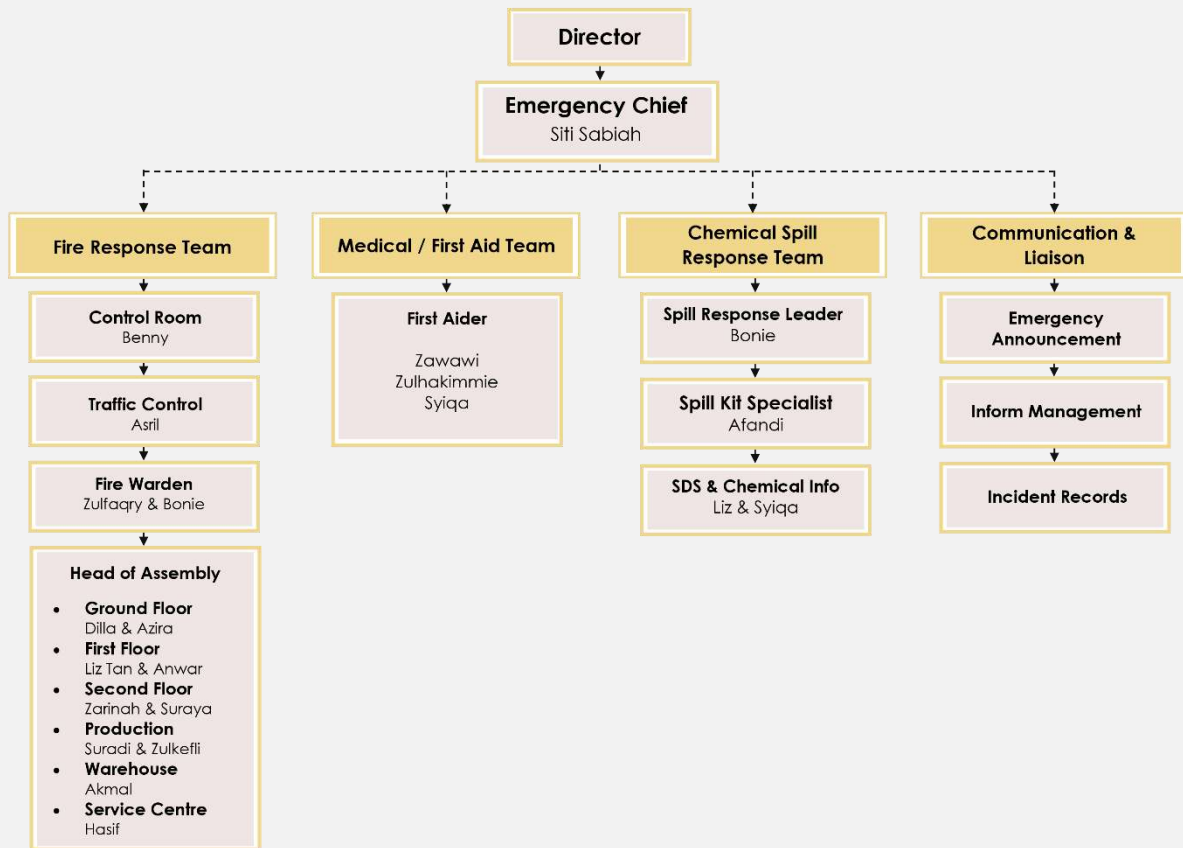 Director
Emergency Chief
Siti Sabiah
Fire Response Team
Control Room
Benny
Traffic Control
Asril
Fire Warden
Zulfaqry & Bonie
Head of Assembly
• Ground Floor
Dilla & Azira
• First Floor
Liz Tan & Anwar
• Second Floor
Zarinah & Suraya
• Production
Suradi & Zulkefli
• Warehouse
Akmal
• Service Centre
Hasif
Medical / First Aid Team
First Aider
Zawawi
Zulhakimmie
Syiqa
Chemical Spill
Response Team
Spill Response Leader
Bonie
Spill Kit Specialist
Afandi
SDS & Chemical Info
Liz & Syiqa
Communication &
Liaison
Emergency
Announcement
Inform Management
Incident Records